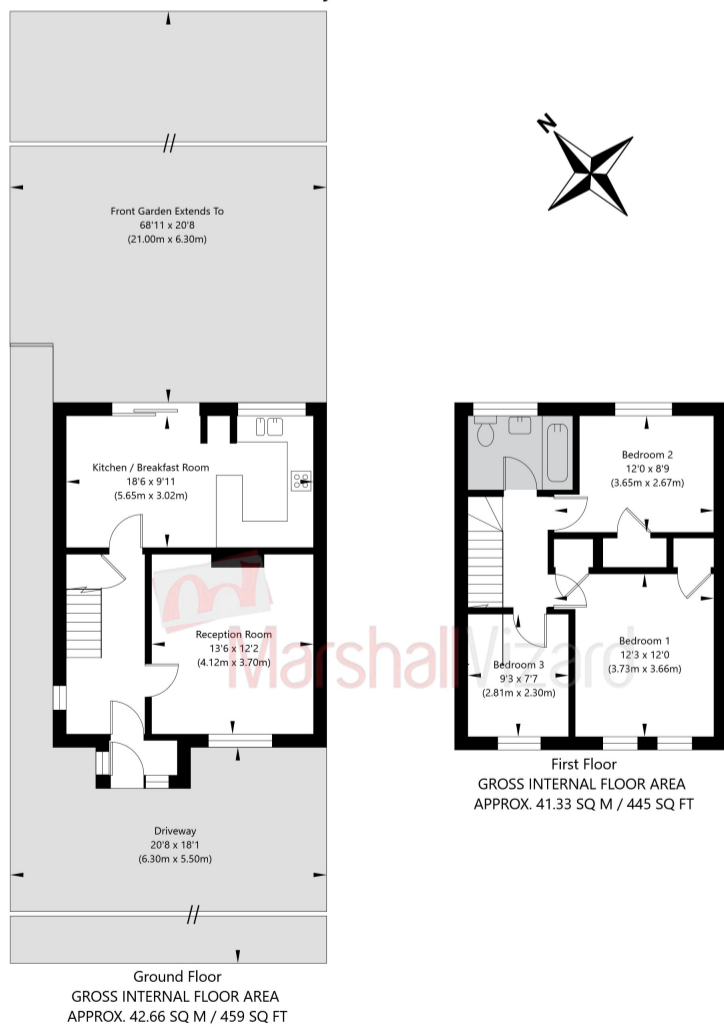 N
Front Garden Extends To
68'11 x 20'8
(21.00m x 6.30m)
Kitchen / Breakfast Room
18'6 x 9'11
(5.65m x 3.02m)
Reception Room
13'6 x 12'2
(4.12m x 3.70m)
MarshallVizard
Driveway
20'8 x 18'1
(6.30m x 5.50m)
Ground Floor
GROSS INTERNAL FLOOR AREA
APPROX. 42.66 SQ M / 459 SQ FT
Bedroom 2
12'0 x 8'9
(3.65m x 2.67m)
Bedroom 1
12'3 x 12'0
(3.73m x 3.66m)
Bedroom 3
9'3 x 7'7
(2.81m x 2.30m)
First Floor
GROSS INTERNAL FLOOR AREA
APPROX. 41.33 SQ M / 445 SQ FT